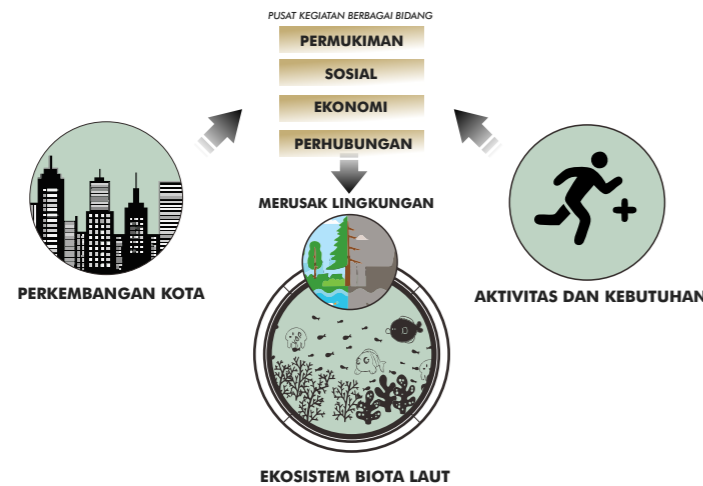 PUSAT KEGIATAN BERBAGAI BIDANG
PERMUKIMAN
SOSIAL
EKONOMI
PERHUBUNGAN
MERUSAK LINGKUNGAN
PERKEMBANGAN KOTA
AKTIVITAS DAN KEBUTUHAN
EKOSISTEM BIOTA LAUT